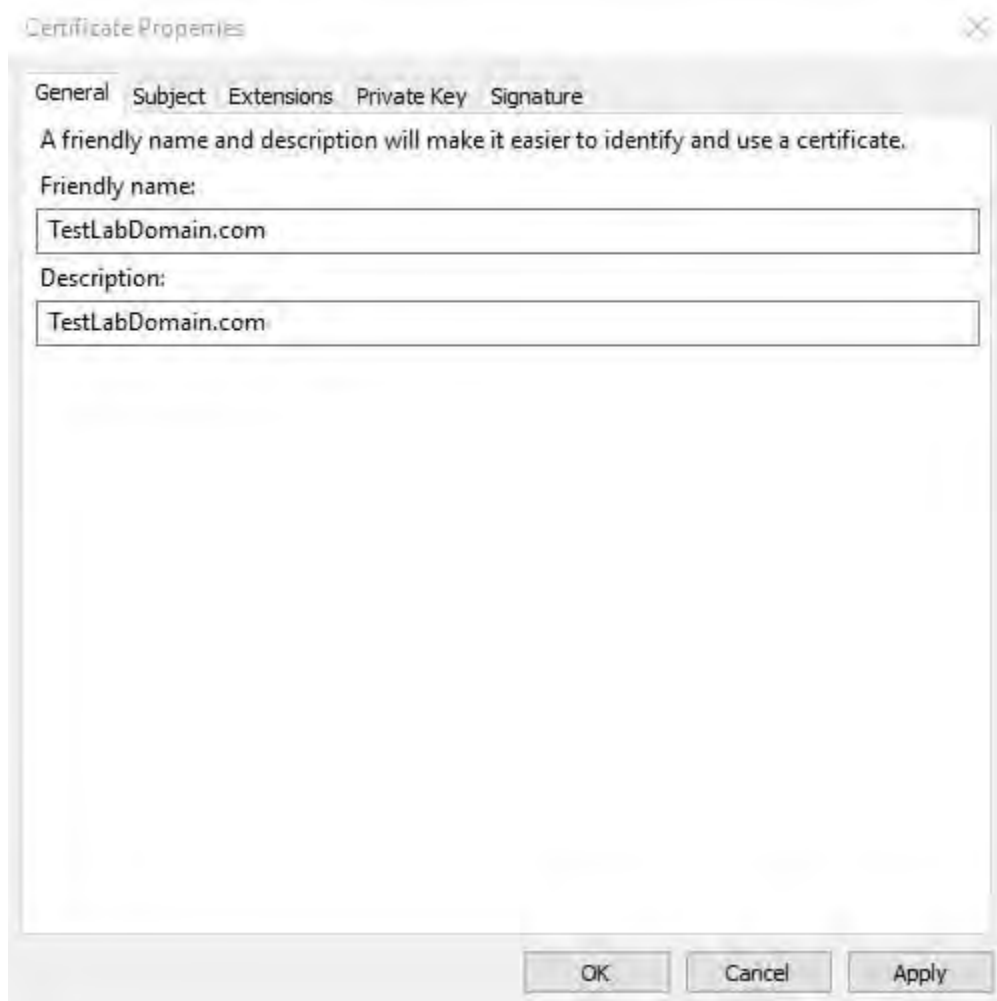 Certificate Properties
General Subject Extensions Private Key Signature
A friendly name and description will make it easier to identify and use a certificate.
Friendly name:
TestLabDomain.com
Description:
TestLabDomain.com
OK Cancel Apply